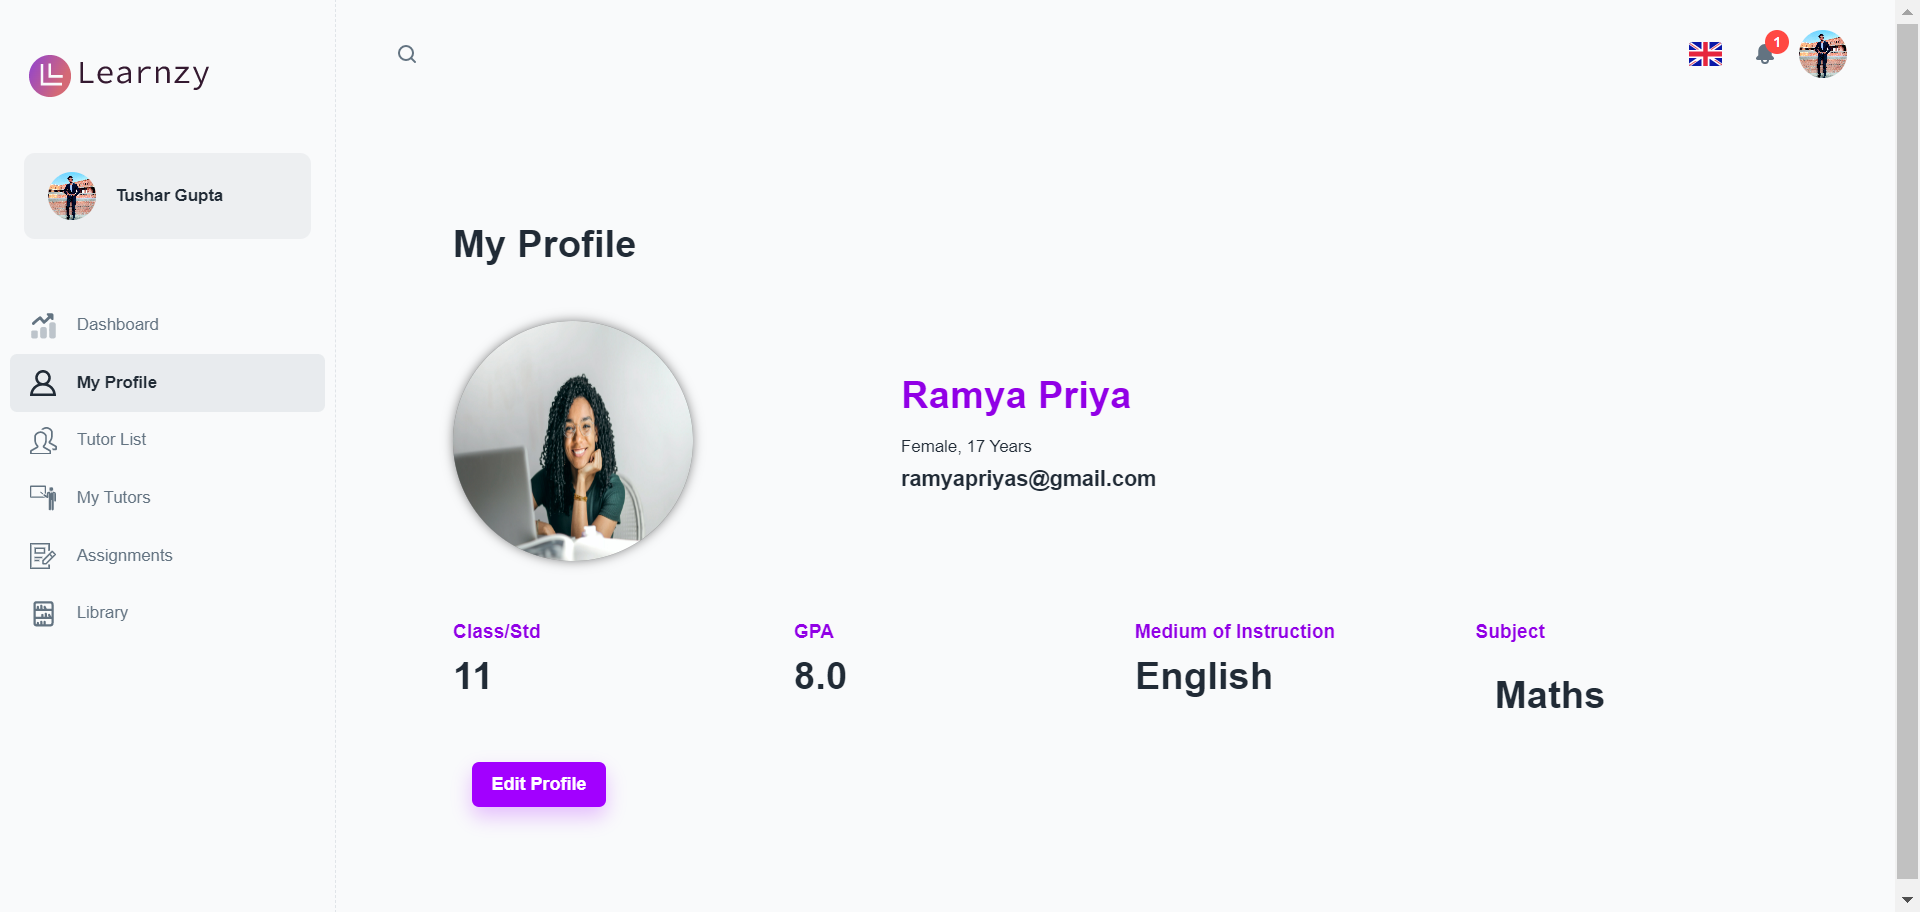 Learnzy
1
Tushar Gupta
Dashboard
My Profile
Tutor List
My Tutors
Assignments
Library
My Profile
Ramya Priya
Female, 17 Years
ramyapriyas@gmail.com
Class/Std
11
GPA
8.0
Medium of Instruction
English
Subject
Maths
Edit Profile